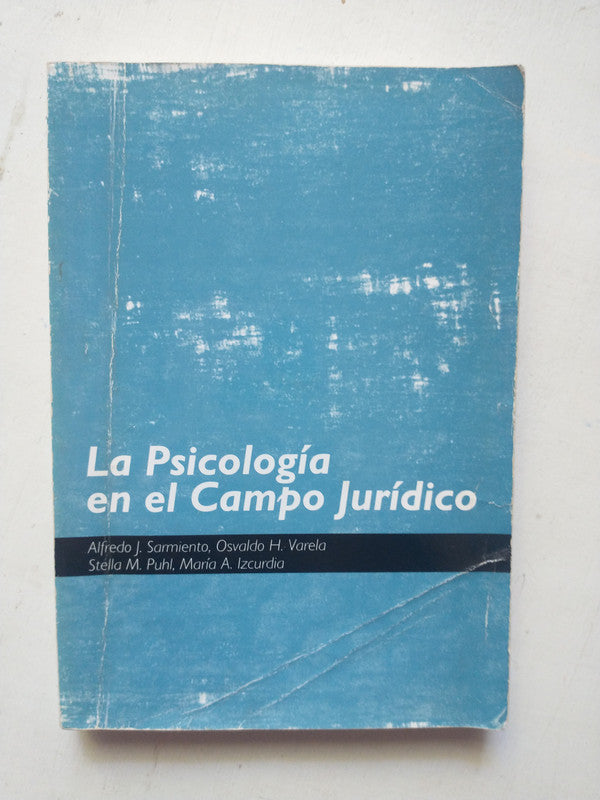 La Psicología
en el Campo Jurídico
Alfredo J. Sarmiento, Osvaldo H. Varela
Stella M. Puhl, María A. Izcurdia